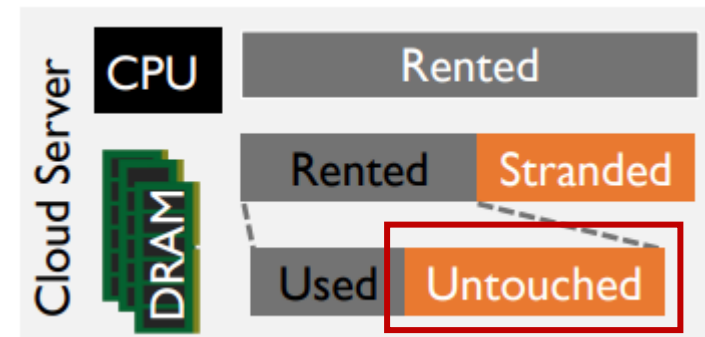 Cloud Server
CPU
Rented
DRAM
Rented
Stranded
Used
Untouched